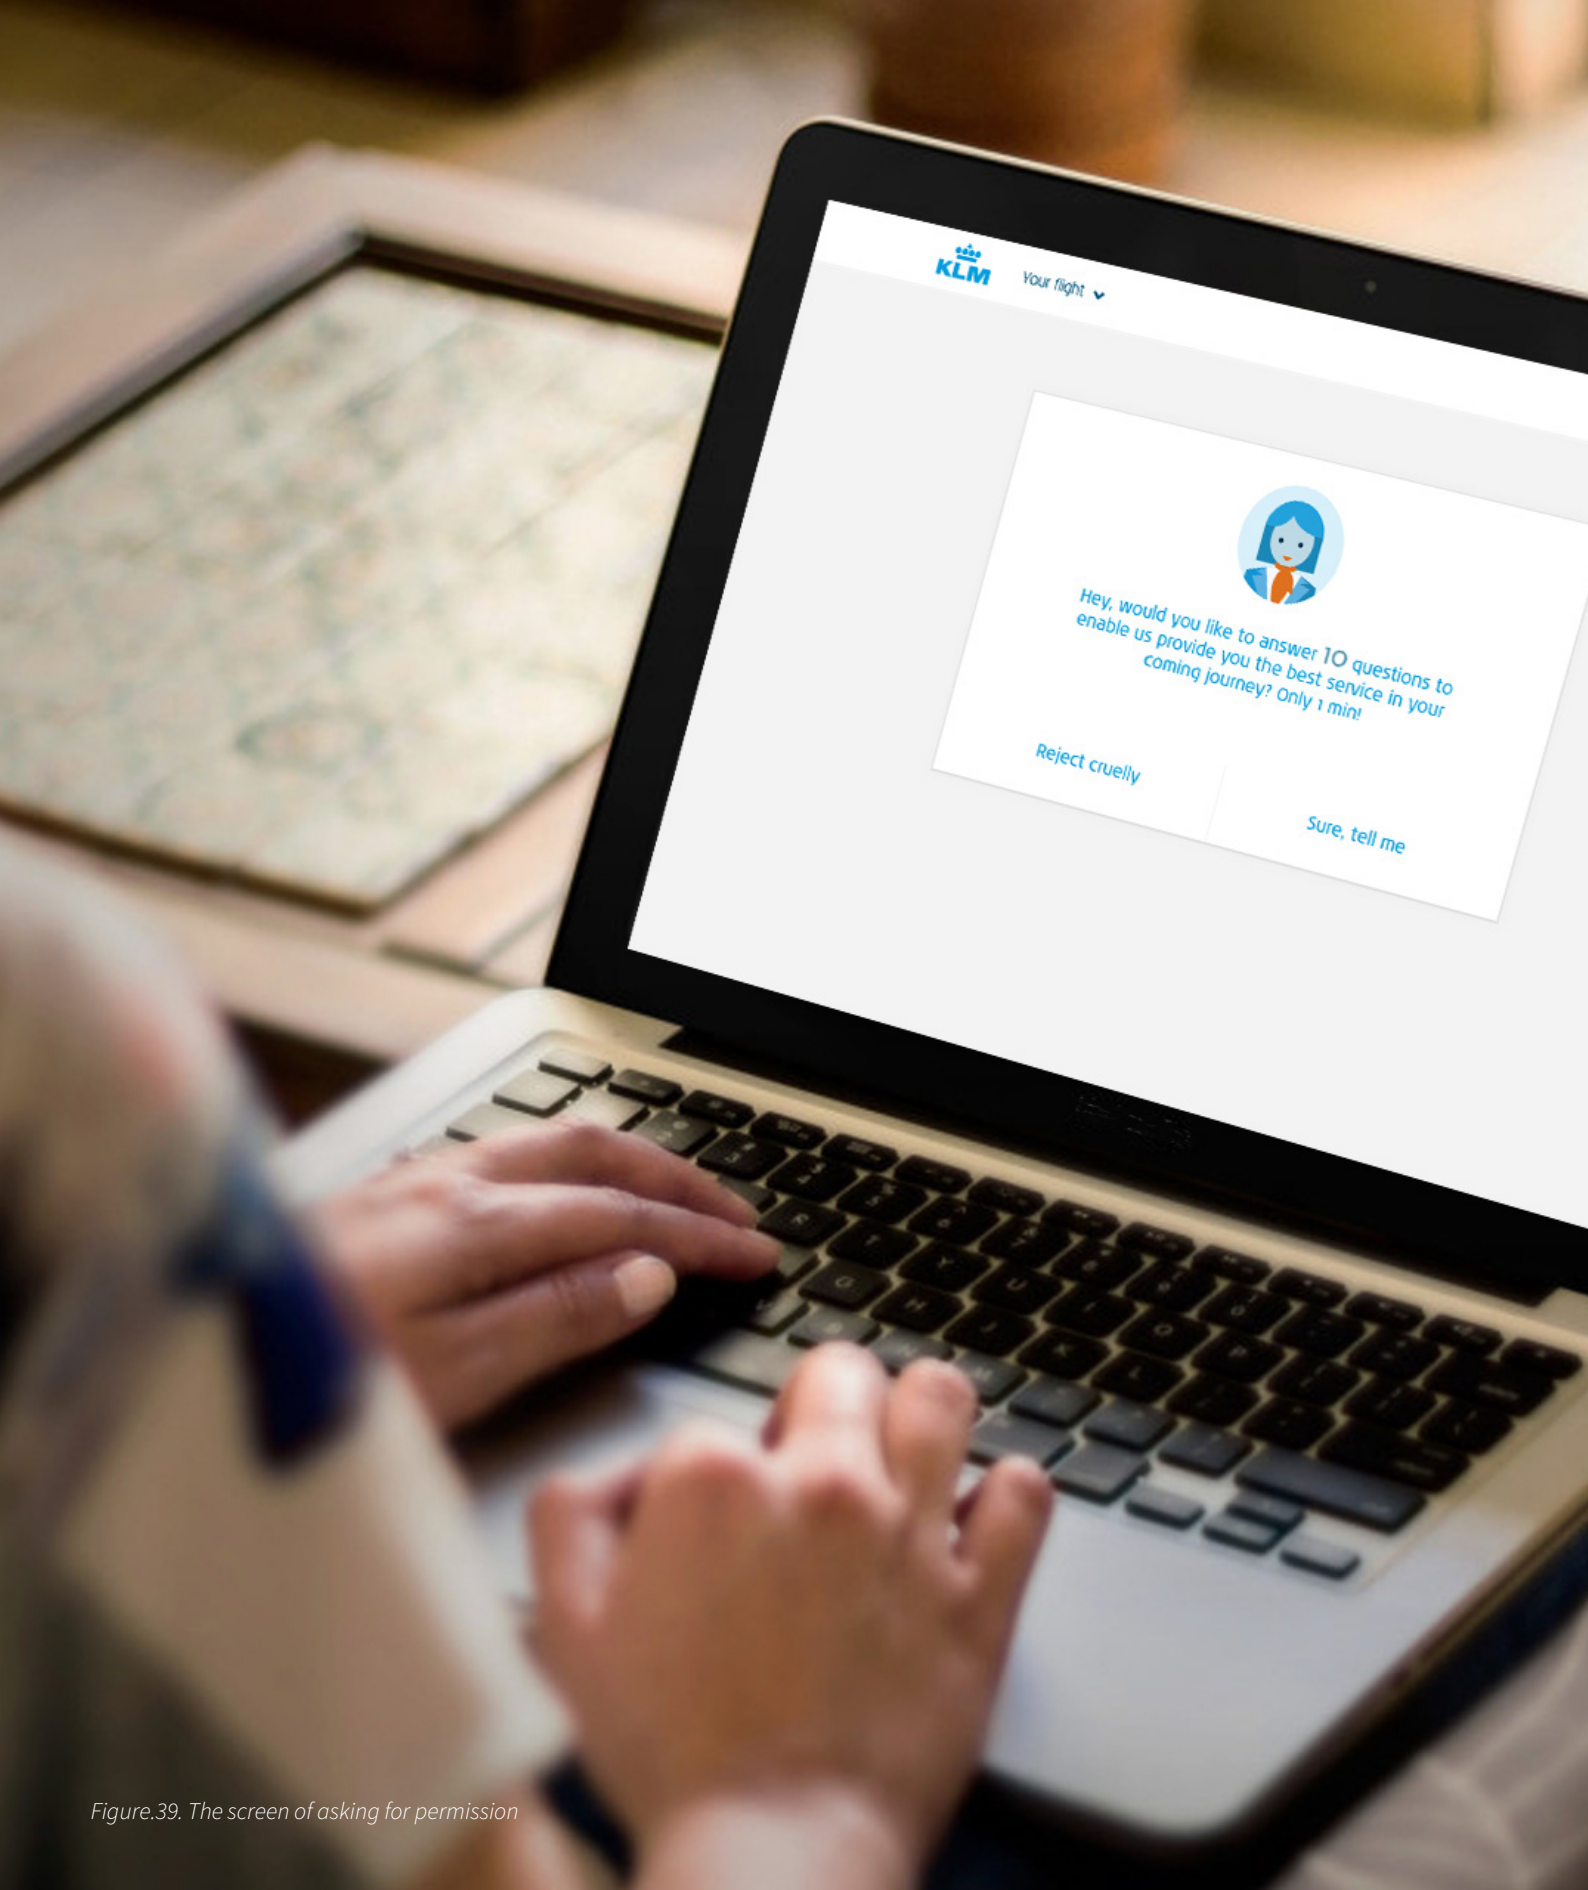 KLM
Your flight
Hey, would you like to answer 10 questions to
enable us provide you the best service in your
coming journey? Only 1 min!
Reject cruelly
Sure, tell me
Figure.39. The screen of asking for permission